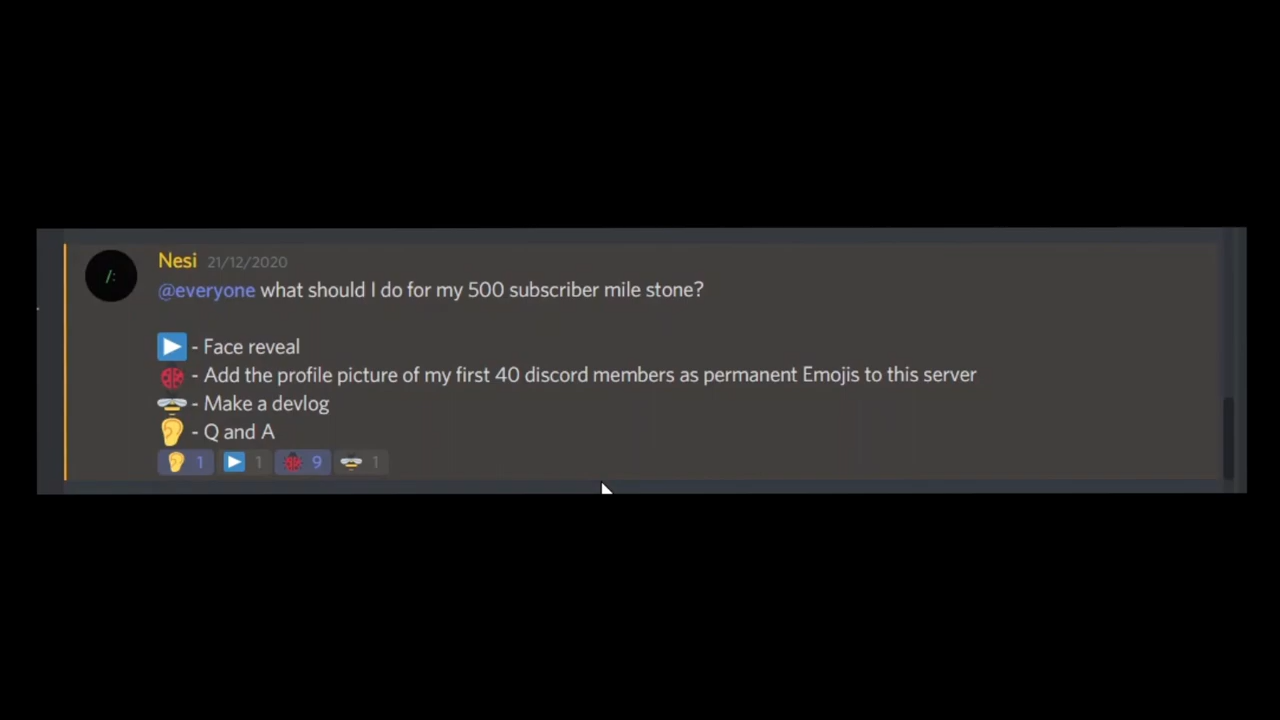 /:
Nesi 21/12/2020
@everyone what should I do for my 500 subscriber mile stone?
▶️ - Face reveal
🐞 - Add the profile picture of my first 40 discord members as permanent Emojis to this server
🐝 - Make a devlog
👂 - Q and A
👂 1 ▶️ 1 🐞 9 🐝 1